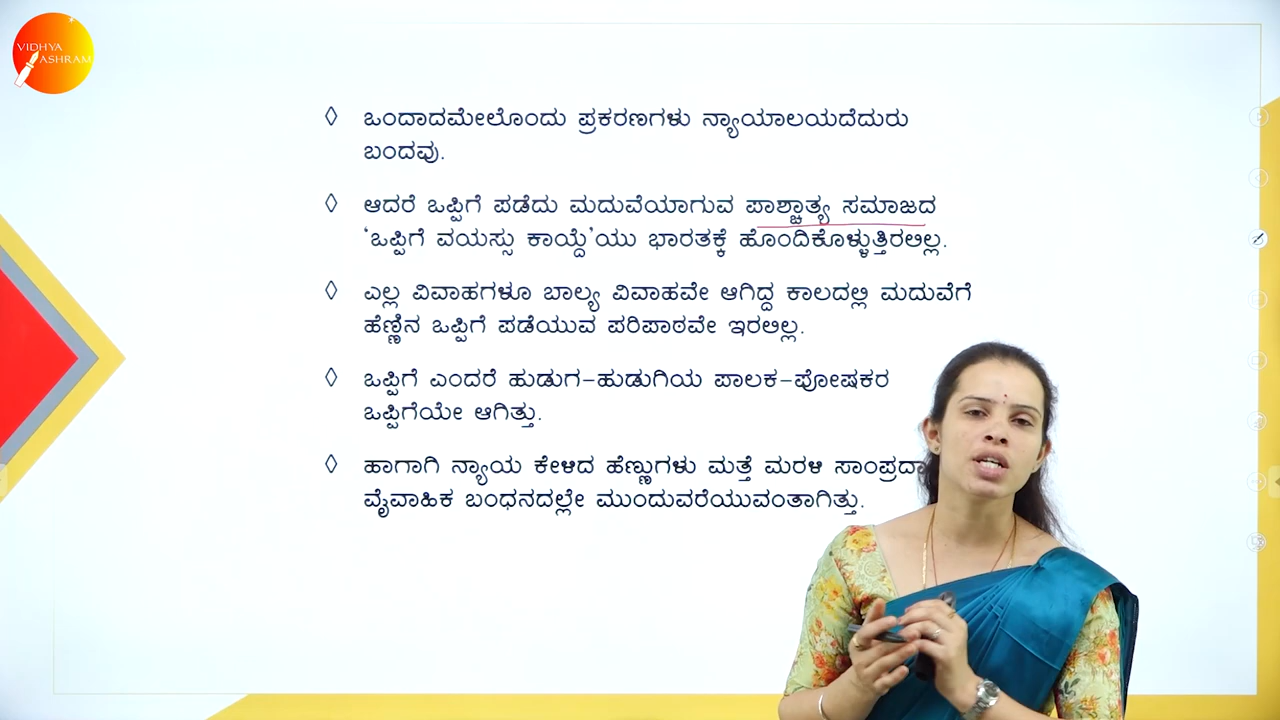 VIDHYA
ASHRAM
◊ ಒಂದಾದಮೇಲೊಂದು ಪ್ರಕರಣಗಳು ನ್ಯಾಯಾಲಯದೆದುರು
ಬಂದವು.
◊ ಆದರೆ ಒಪ್ಪಿಗೆ ಪಡೆದು ಮದುವೆಯಾಗುವ ಪಾಶ್ಚಾತ್ಯ ಸಮಾಜದ
‘ಒಪ್ಪಿಗೆ ವಯಸ್ಸು ಕಾಯ್ದೆ’ಯು ಭಾರತಕ್ಕೆ ಹೊಂದಿಕೊಳ್ಳುತ್ತಿರಲಿಲ್ಲ.
◊ ಎಲ್ಲ ವಿವಾಹಗಳೂ ಬಾಲ್ಯ ವಿವಾಹವೇ ಆಗಿದ್ದ ಕಾಲದಲ್ಲಿ ಮದುವೆಗೆ
ಹೆಣ್ಣಿನ ಒಪ್ಪಿಗೆ ಪಡೆಯುವ ಪರಿಪಾಠವೇ ಇರಲಿಲ್ಲ.
◊ ಒಪ್ಪಿಗೆ ಎಂದರೆ ಹುಡುಗ-ಹುಡುಗಿಯ ಪಾಲಕ-ಪೋಷಕರ
ಒಪ್ಪಿಗೆಯೇ ಆಗಿತ್ತು.
◊ ಹಾಗಾಗಿ ನ್ಯಾಯ ಕೇಳಿದ ಹೆಣ್ಣುಗಳು ಮತ್ತೆ ಮರಳಿ
ವೈವಾಹಿಕ ಬಂಧನದಲ್ಲೇ ಮುಂದುವರೆಯುವಂತಾಗಿತ್ತು.